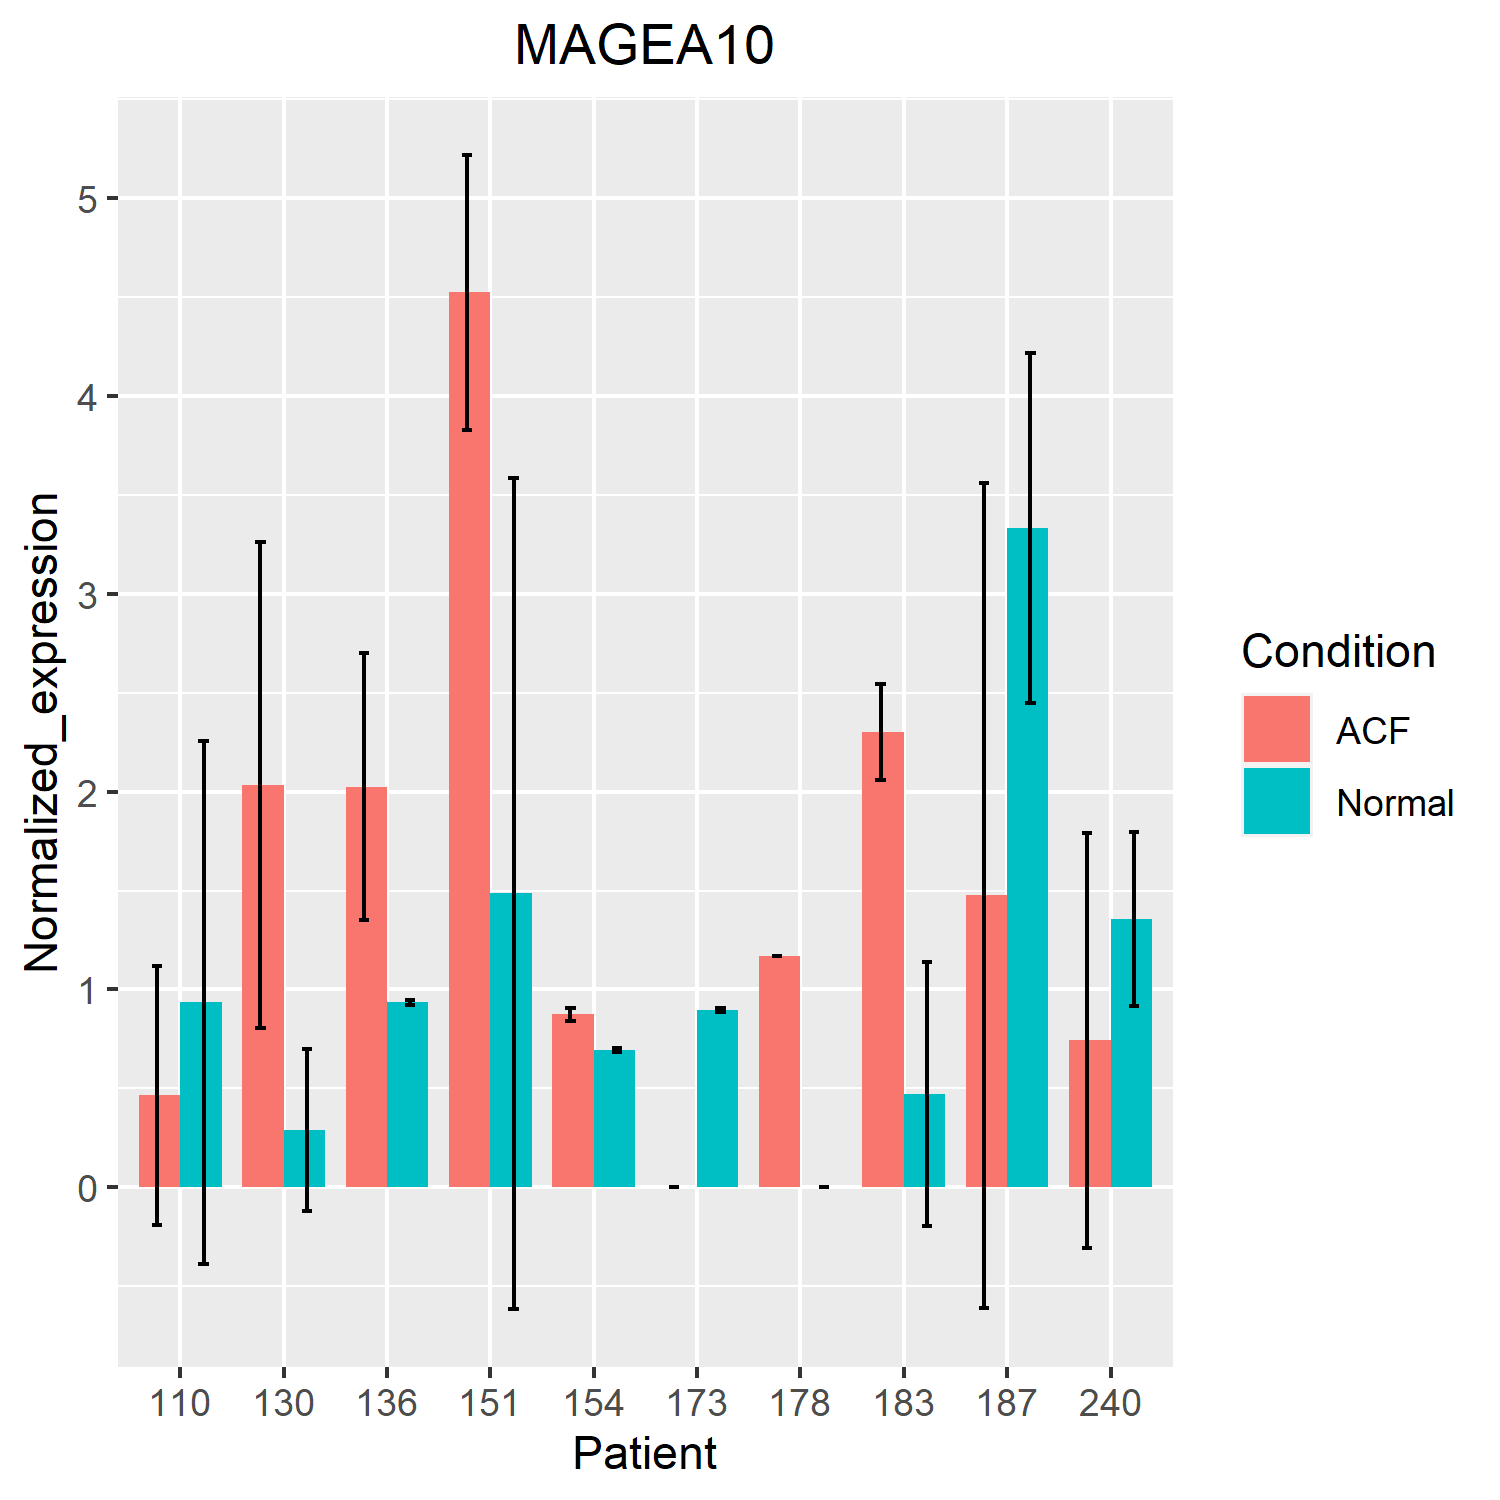 MAGEA10
Normalized_expression
5
4
3
2
1
0
110 130 136 151 154 173 178 183 187 240
Patient
Condition
ACF
Normal